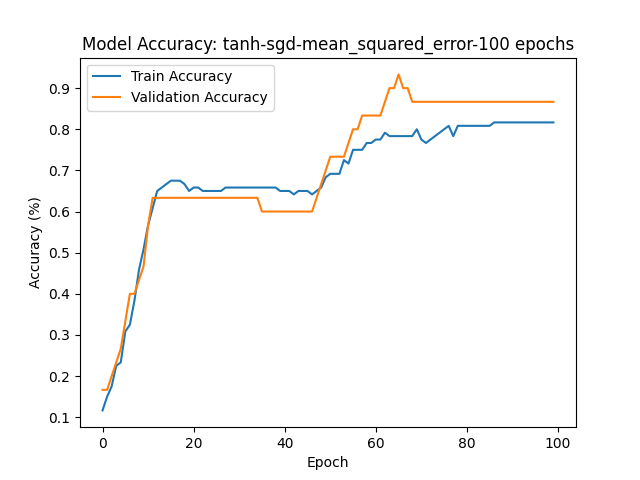 Model Accuracy: tanh-sgd-mean_squared_error-100 epochs
Train Accuracy
Validation Accuracy
0.9
0.8
0.7
0.6
0.5
0.4
0.3
0.2
0.1
Accuracy (%)
0 20 40 60 80 100
Epoch